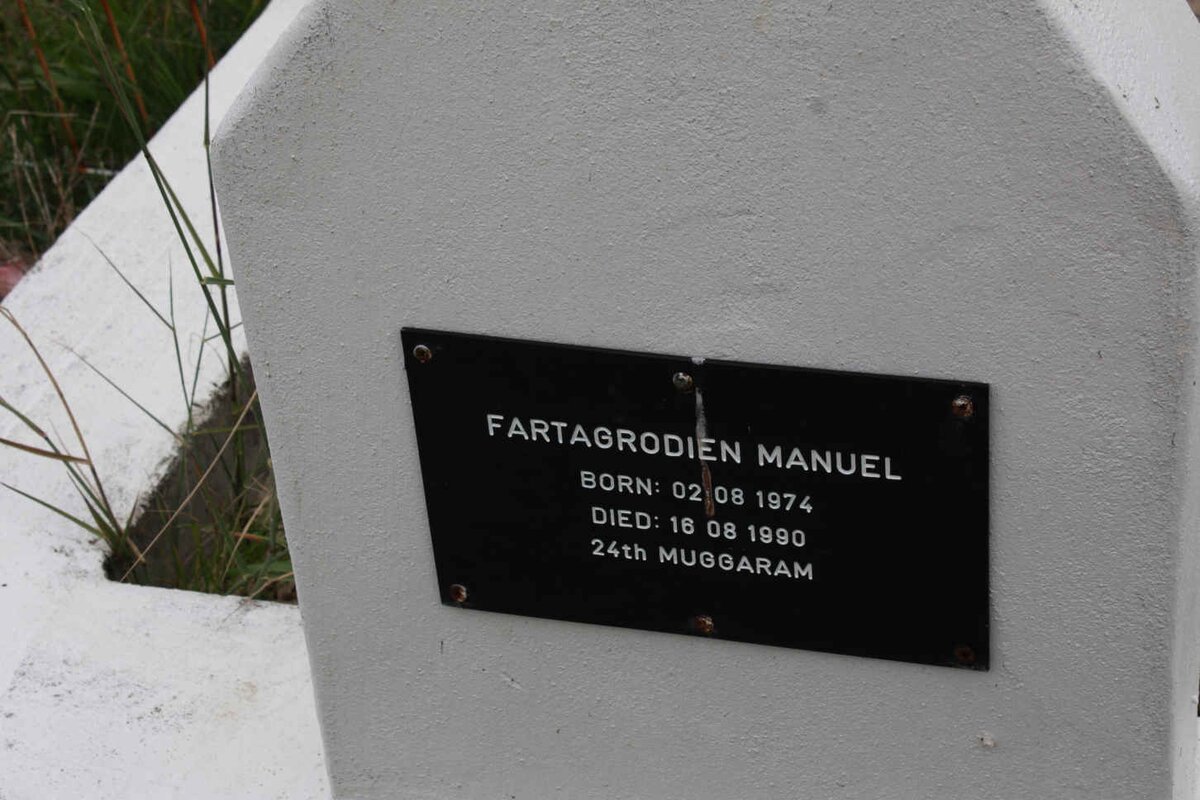 FARTAGRODIEN MANUEL
BORN: 02 08 1974
DIED: 16 08 1990
24th MUGGARAM